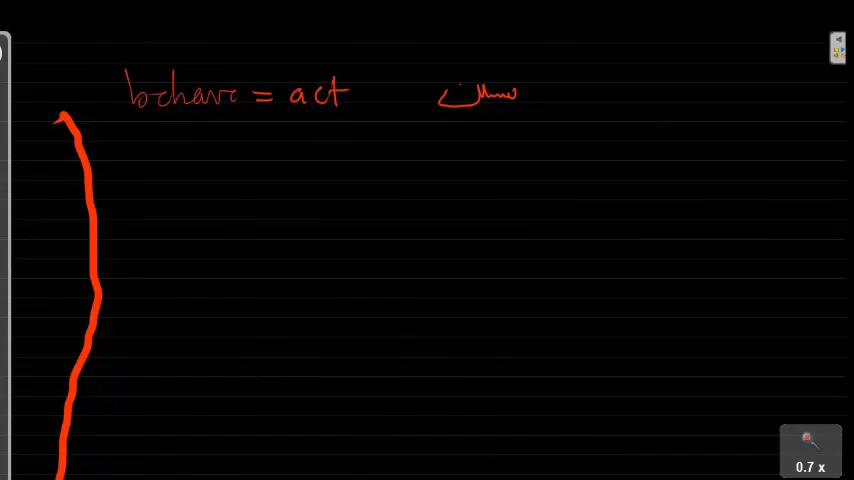 behave = act
0.7 x